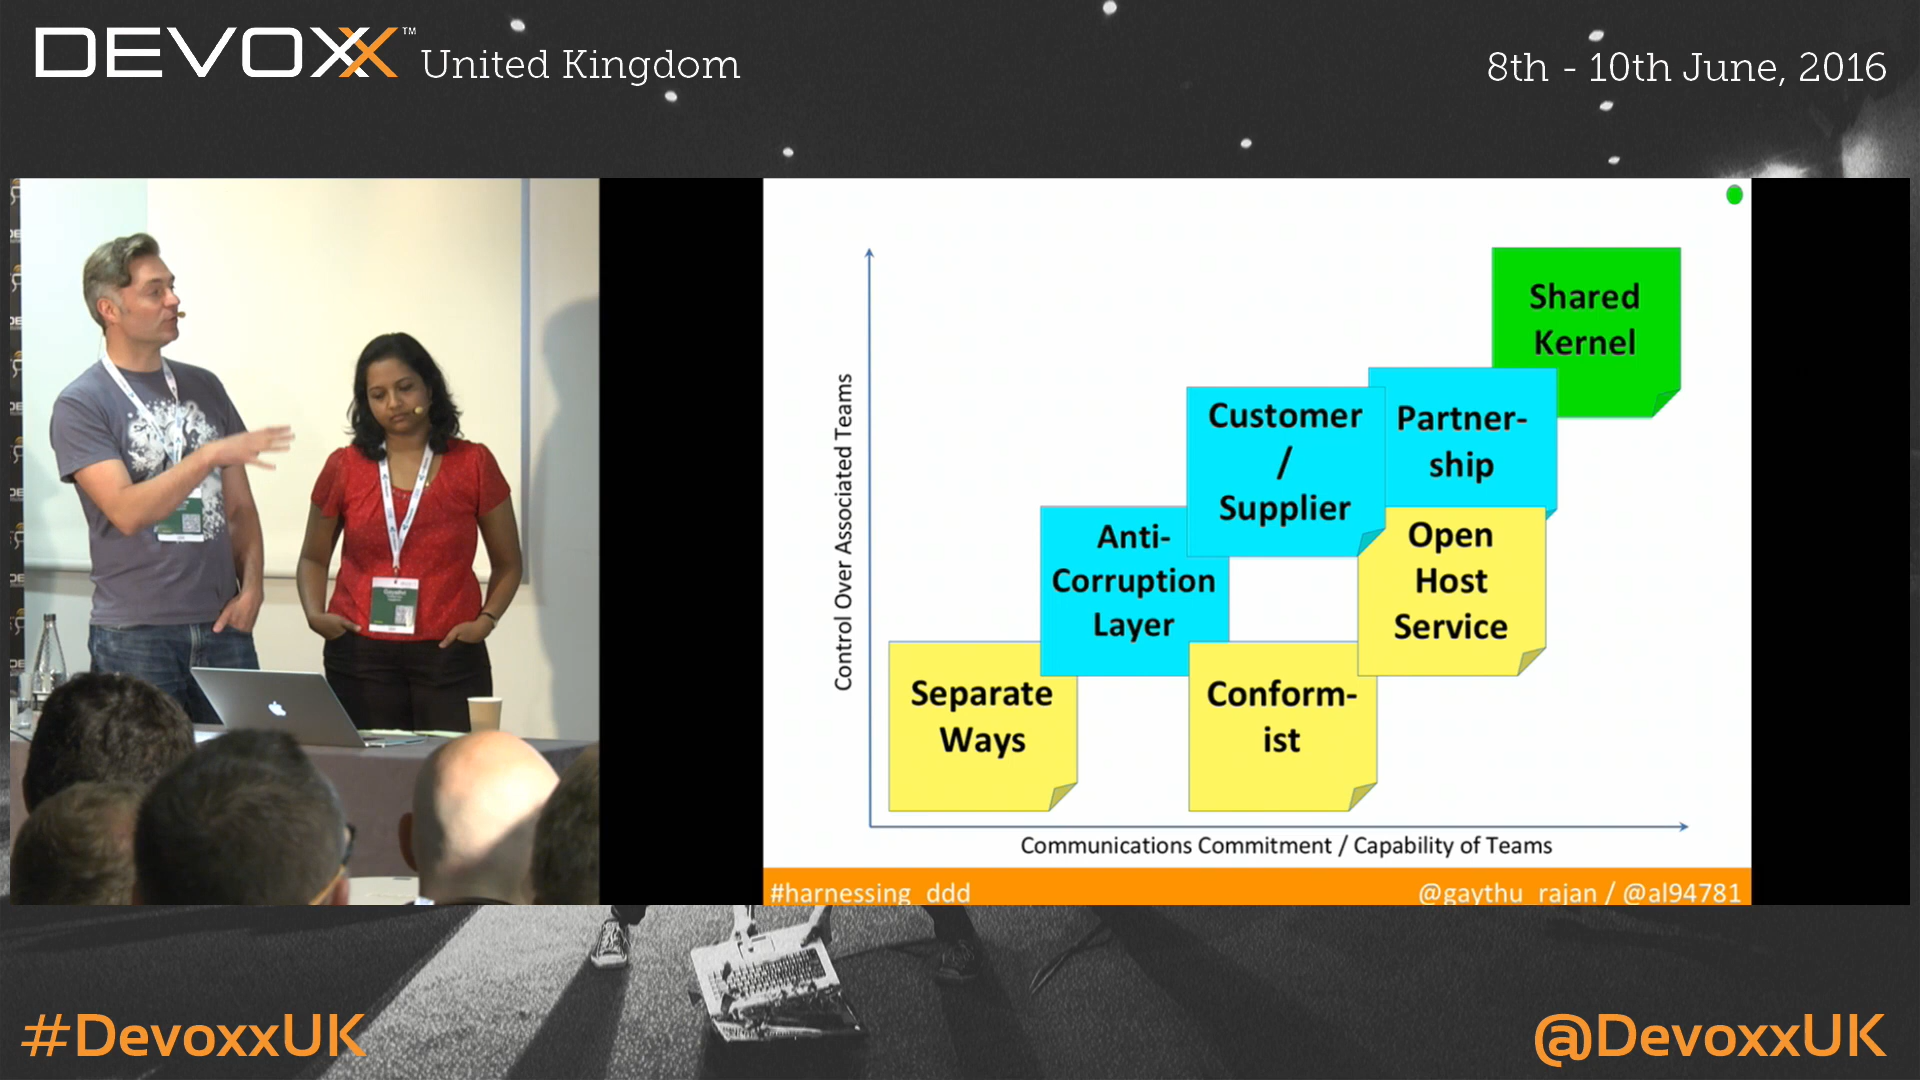 DEVOXX™ United Kingdom
8th - 10th June, 2016
Control Over Associated Teams
Shared
Kernel
Customer
/
Supplier
Partner-
ship
Anti-
Corruption
Layer
Open
Host
Service
Separate
Ways
Conform-
ist
Communications Commitment / Capability of Teams
#harnessing_ddd
@gaythu_rajan / @al94781
#DevoxxUK
@DevoxxUK